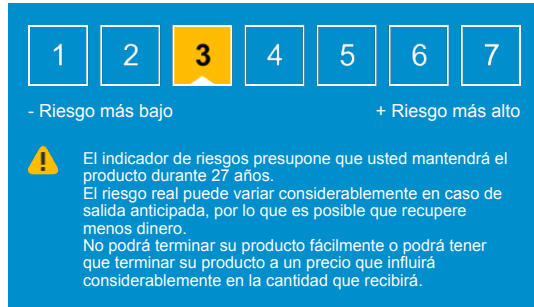 1 2 3 4 5 6 7
- Riesgo más bajo + Riesgo más alto
El indicador de riesgos presupone que usted mantendrá el
producto durante 27 años.
El riesgo real puede variar considerablemente en caso de
salida anticipada, por lo que es posible que recupere
menos dinero.
No podrá terminar su producto fácilmente o podrá tener
que terminar su producto a un precio que influirá
considerablemente en la cantidad que recibirá.